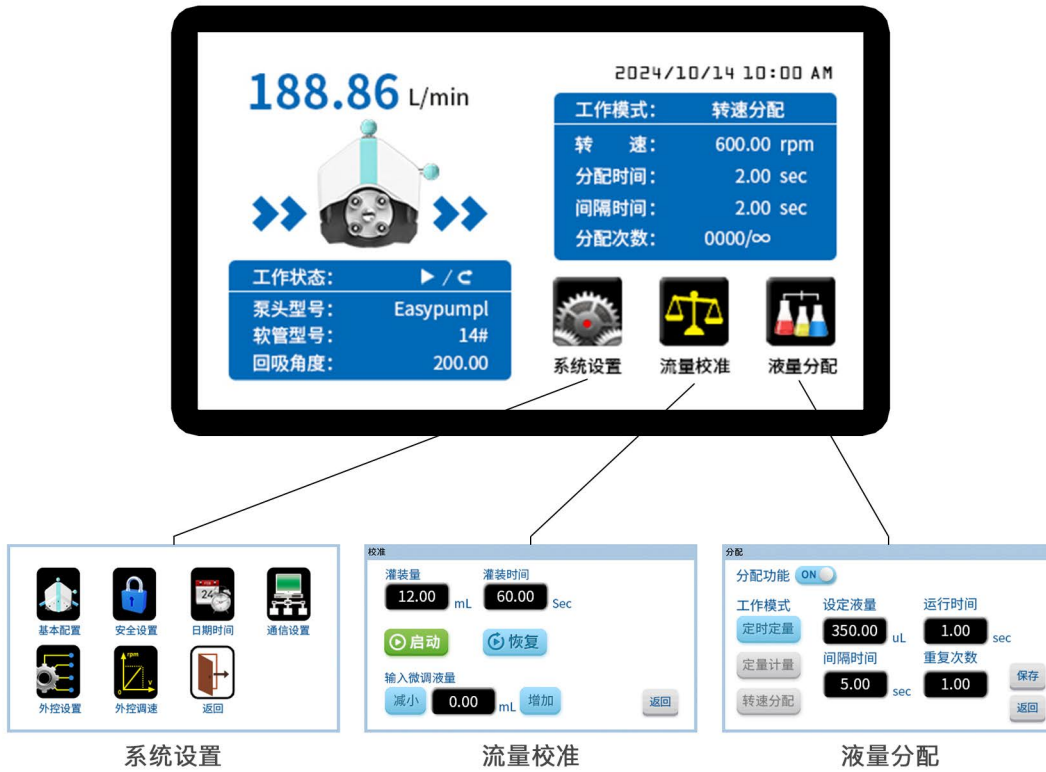 188.86 L/min
2024/10/14 10:00 AM
工作模式： 转速分配
转 速： 600.00 rpm
分配时间： 2.00 sec
间隔时间： 2.00 sec
分配次数： 0000/∞
工作状态： ▶ / ↻
泵头型号： Easypumpl
软管型号： 14#
回吸角度： 200.00
系统设置 流量校准 液量分配
基本配置 安全设置 日期时间 通信设置
24
rpm
0 v
外控设置 外控调速 返回
系统设置
校准
灌装量 灌装时间
12.00 mL 60.00 Sec
启动 恢复
输入微调液量
减小 0.00 mL 增加 返回
流量校准
分配
分配功能 ON
工作模式 设定液量 运行时间
定时定量 350.00 uL 1.00 sec
定量计量 间隔时间 重复次数
转速分配 5.00 sec 1.00
保存
返回
液量分配